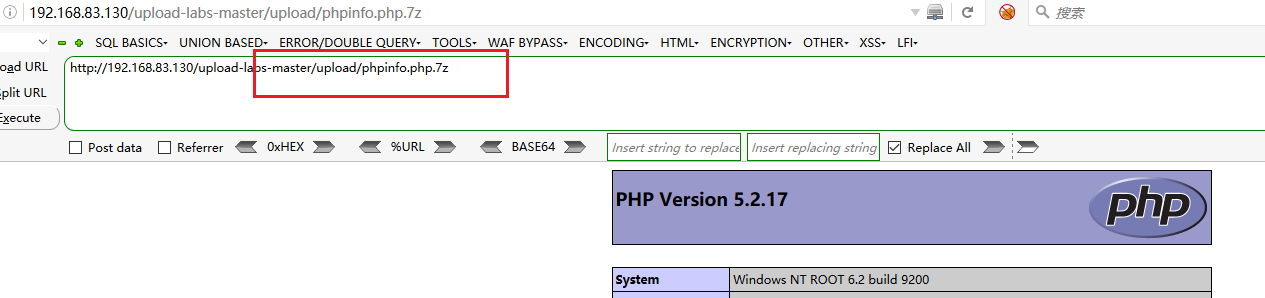 192.168.83.130/upload-labs-master/upload/phpinfo.php.7z 搜索
SQL BASICS▾ UNION BASED▾ ERROR/DOUBLE QUERY▾ TOOLS▾ WAF BYPASS▾ ENCODING▾ HTML▾ ENCRYPTION▾ OTHER▾ XSS▾ LFI▾
oad URL http://192.168.83.130/upload-labs-master/upload/phpinfo.php.7z
plit URL
Execute
Post data Referrer 0xHEX %URL BASE64 Insert string to replace Insert replacing string Replace All
PHP Version 5.2.17 php
System Windows NT ROOT 6.2 build 9200